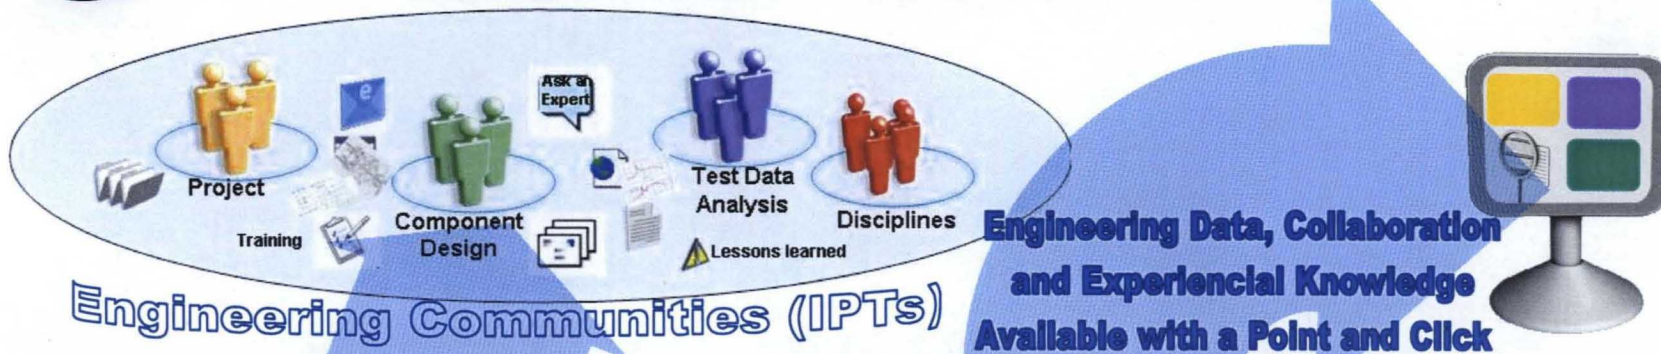 Ask an
Expert
Project
Training
Component
Design
Test Data
Analysis
Disciplines
Lessons learned
Engineering Communities (IPTs)
Engineering Data, Collaboration
and Experiencial Knowledge
Available with a Point and Click